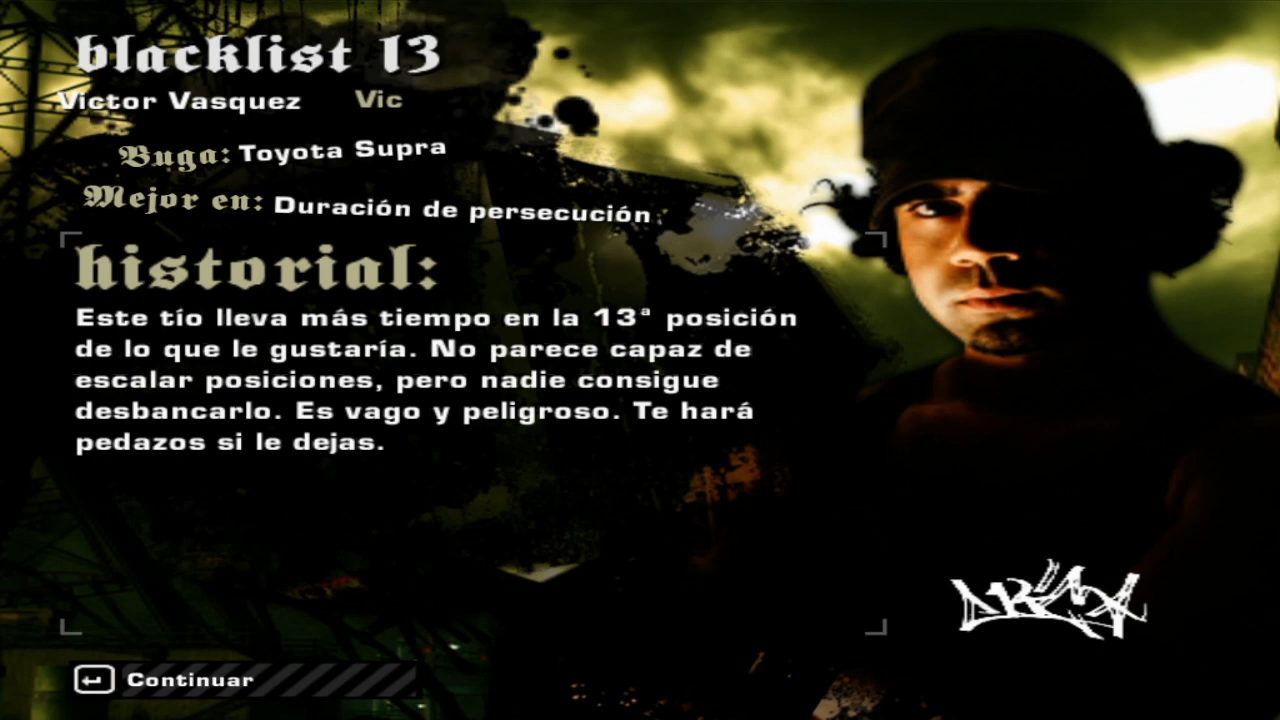 blacklist 13
Victor Vasquez Vic
Buga: Toyota Supra
Mejor en: Duración de persecución
historial:
Este tío lleva más tiempo en la 13ª posición
de lo que le gustaría. No parece capaz de
escalar posiciones, pero nadie consigue
desbancarlo. Es vago y peligroso. Te hará
pedazos si le dejas.
Continuar